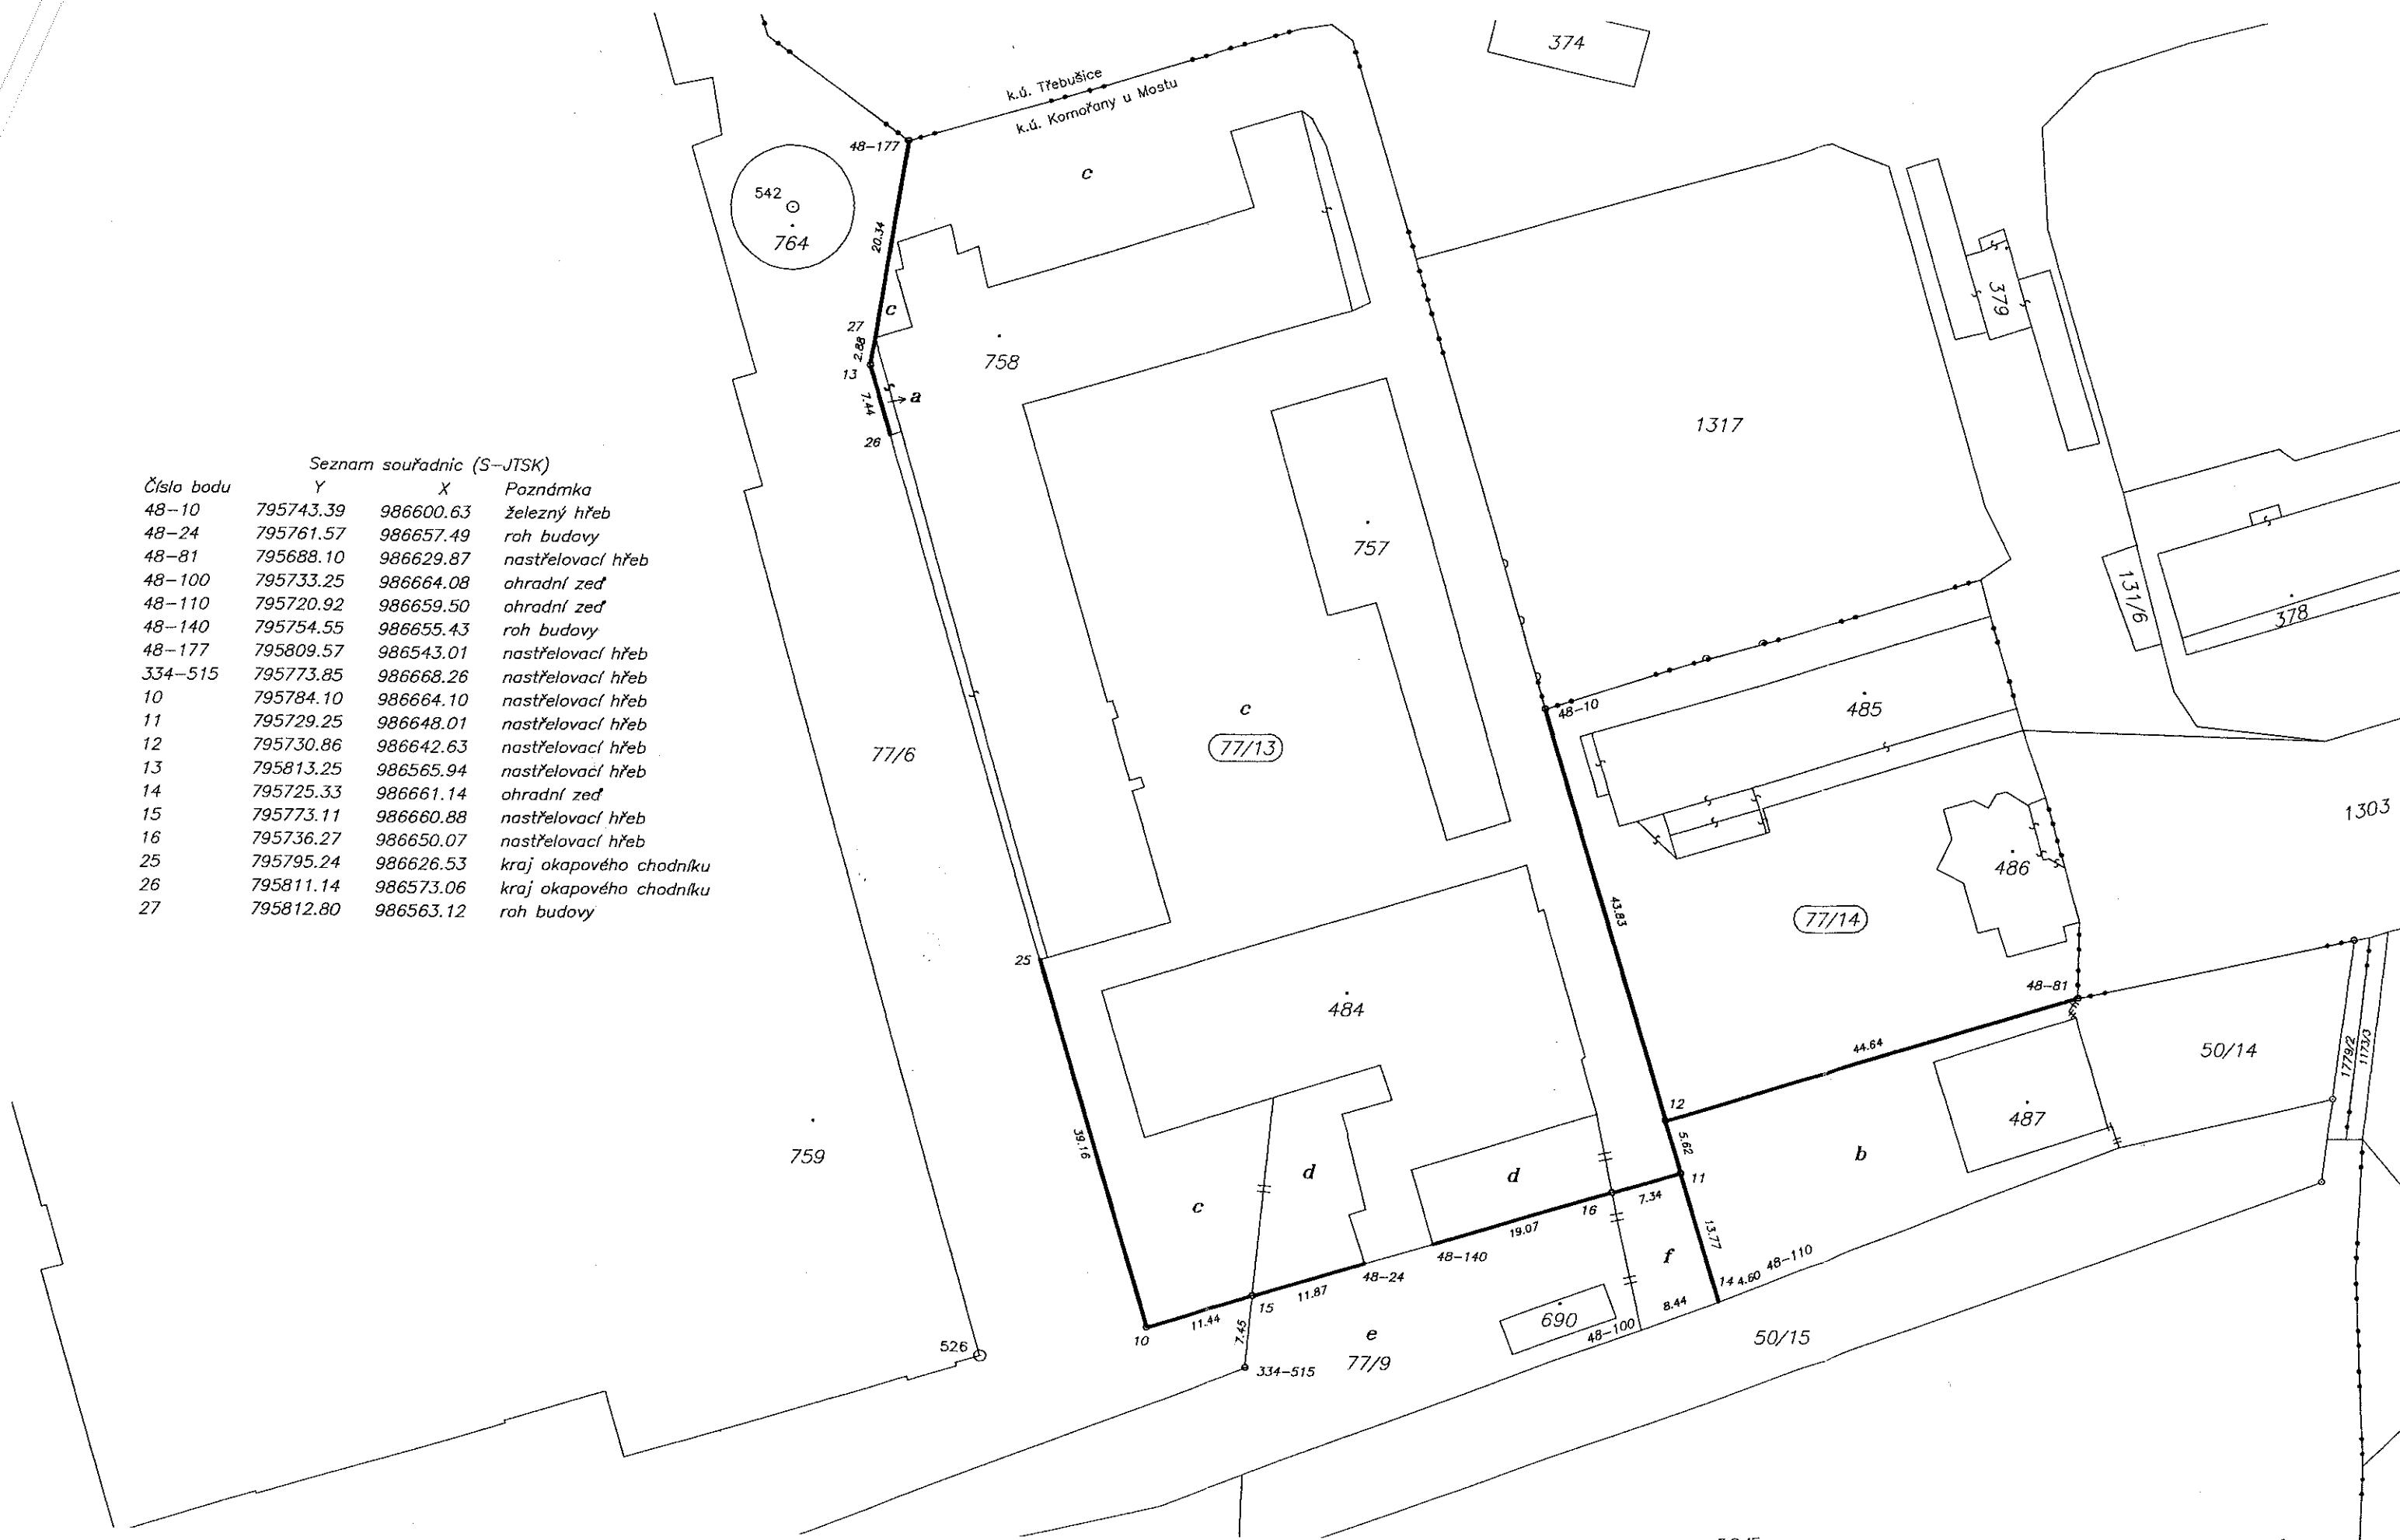 374
k.ú. Třebušice
k.ú. Komořany u Mostu
48-177
c
542
764
20.34
379
c
27
2.88
758
13
a
7.44
26
1317
Seznam souřadnic (S-JTSK)
Číslo bodu Y X Poznámka
48-10 795743.39 986600.63 železný hřeb
48-24 795761.57 986657.49 roh budovy
48-81 795688.10 986629.87 nastřelovací hřeb
48-100 795733.25 986664.08 ohradní zeď
48-110 795720.92 986659.50 ohradní zeď
48-140 795754.55 986655.43 roh budovy
48-177 795809.57 986543.01 nastřelovací hřeb
334-515 795773.85 986668.26 nastřelovací hřeb
10 795784.10 986664.10 nastřelovací hřeb
11 795729.25 986648.01 nastřelovací hřeb
12 795730.86 986642.63 nastřelovací hřeb
13 795813.25 986565.94 nastřelovací hřeb
14 795725.33 986661.14 ohradní zeď
15 795773.11 986660.88 nastřelovací hřeb
16 795736.27 986650.07 nastřelovací hřeb
25 795795.24 986626.53 kraj okapového chodníku
26 795811.14 986573.06 kraj okapového chodníku
27 795812.80 986563.12 roh budovy
757
131/6
378
c
48-10
485
77/13
77/6
1303
486
43.83
77/14
25
48-81
484
44.64
50/14
1779/2
1173/3
12
487
39.16
5.62
759
d
d
b
11
c
16
7.34
19.07
13.77
f
48-140
48-110
48-24
14
4.60
11.87
15
8.44
11.44
690
10
7.45
e
48-100
50/15
526
77/9
334-515